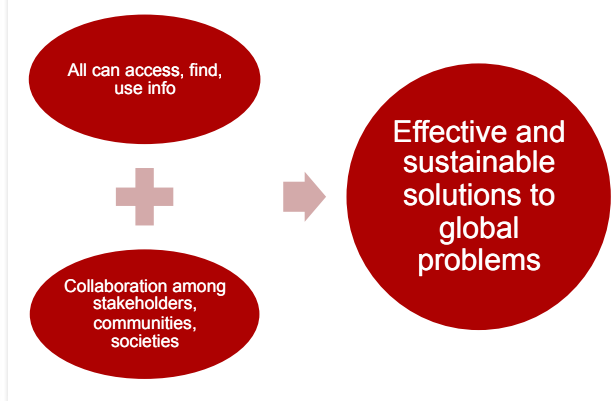 All can access, find,
use info
Collaboration among
stakeholders,
communities,
societies
Effective and
sustainable
solutions to
global
problems